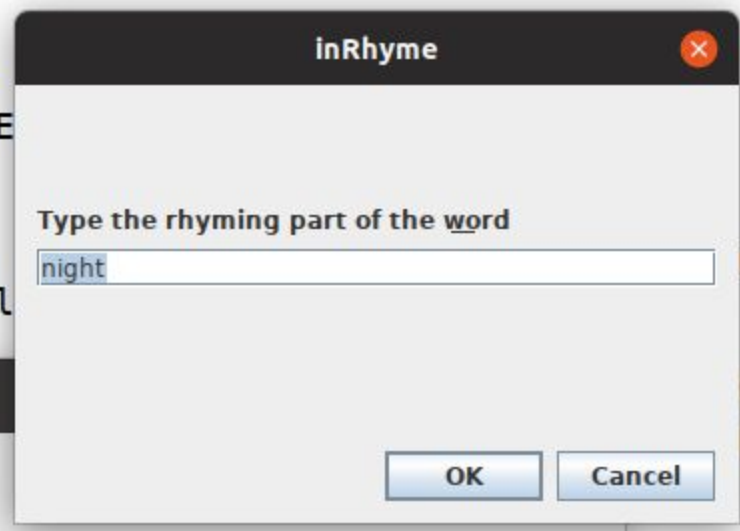 inRhyme
E
Type the rhyming part of the word
night
l
OK Cancel